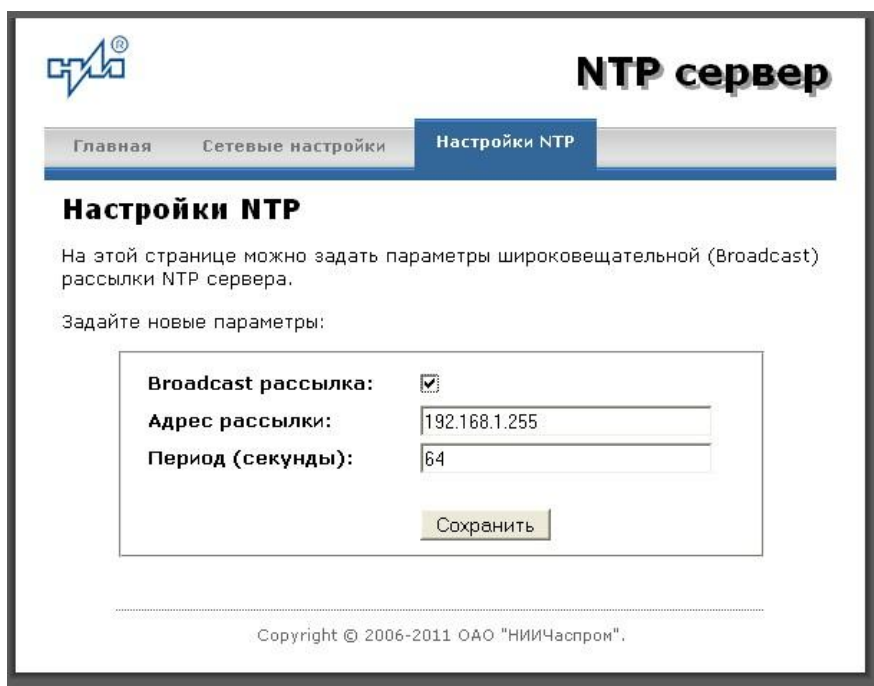 ®
NTP сервер
Главная Сетевые настройки Настройки NTP
Настройки NTP
На этой странице можно задать параметры широковещательной (Broadcast)
рассылки NTP сервера.
Задайте новые параметры:
Broadcast рассылка:
Адрес рассылки: 192.168.1.255
Период (секунды): 64
Сохранить
Copyright © 2006-2011 ОАО "НИИЧаспром".